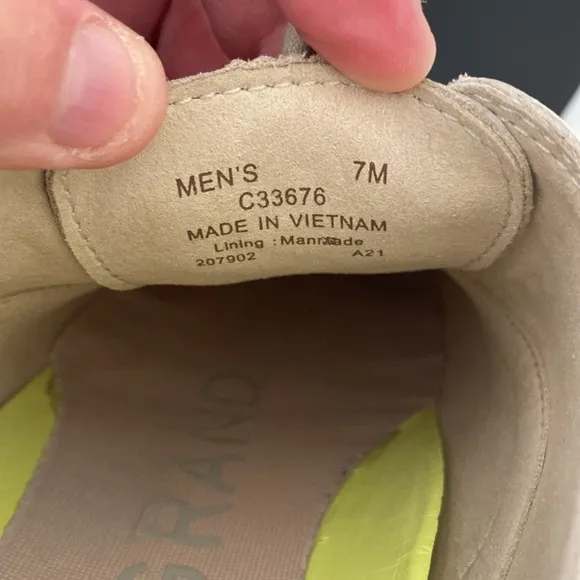 MEN'S 7M
C33676
MADE IN VIETNAM
Lining : Manmade
207902 A21
GRAND